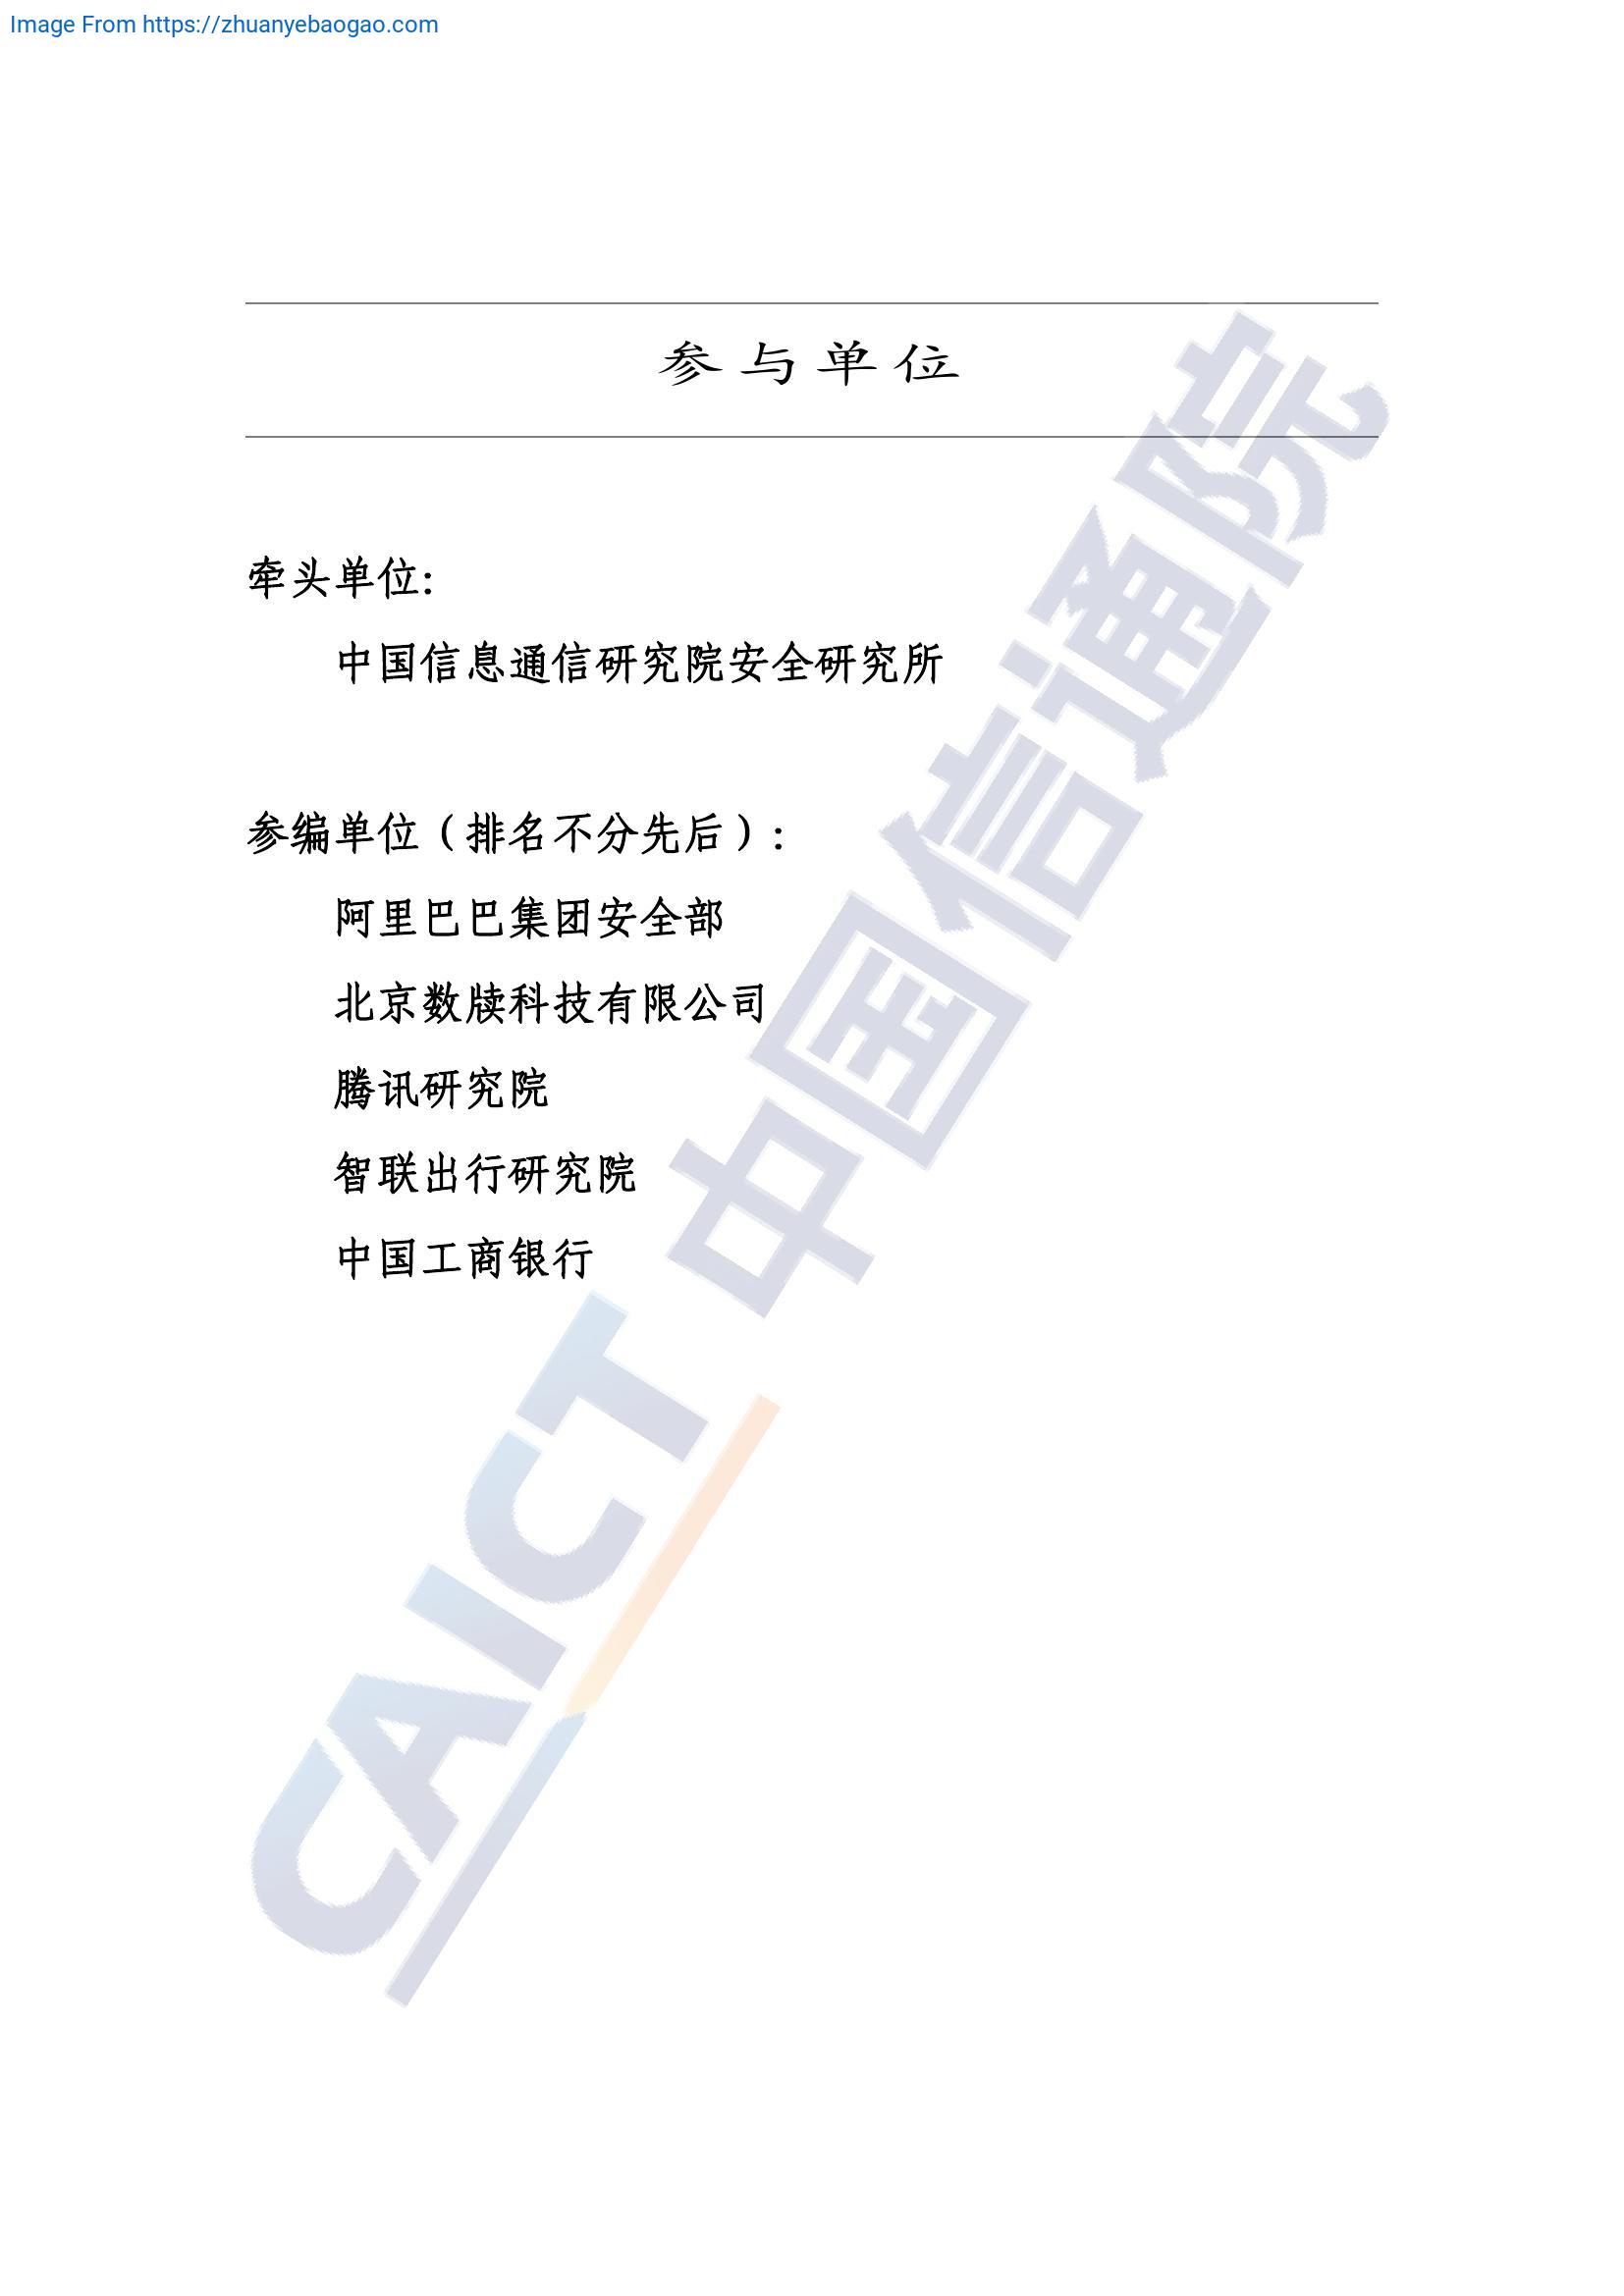 Image From https://zhuanyebaogao.com
参与单位
牵头单位:
中国信息通信研究院安全研究所
参编单位（排名不分先后）:
阿里巴巴集团安全部
北京数牍科技有限公司
腾讯研究院
智联出行研究院
中国工商银行
CAICT 中国信通院